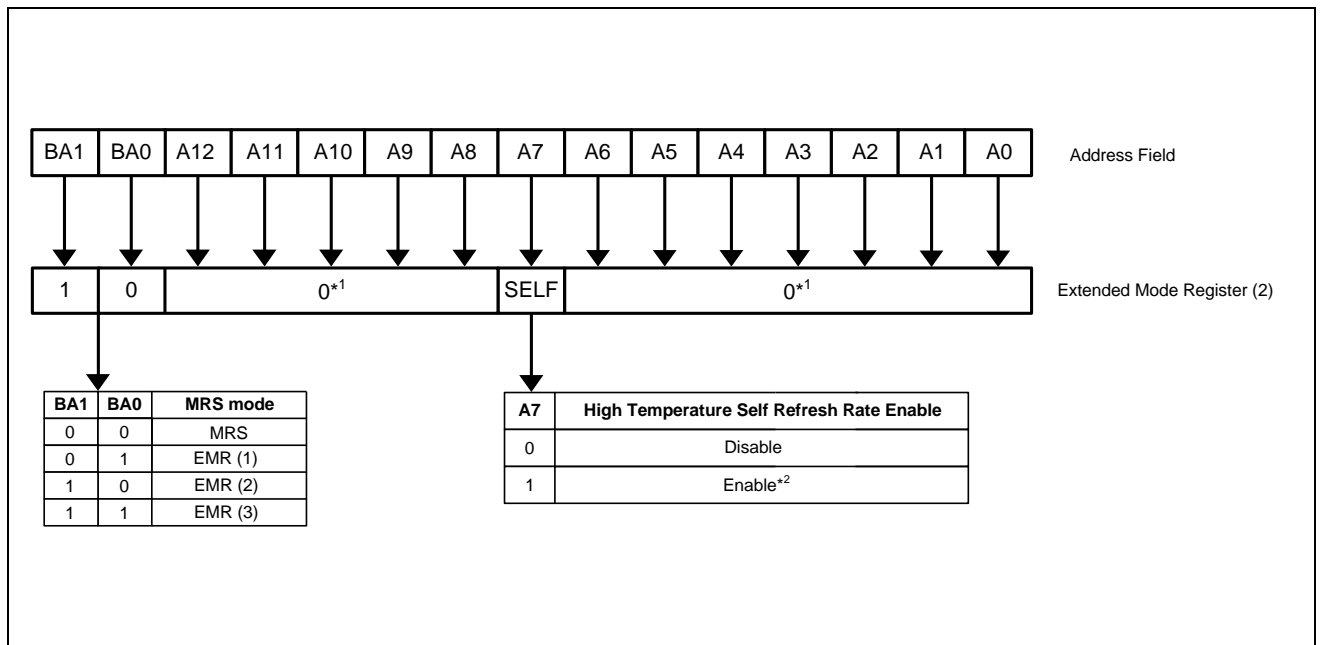 BA1 BA0 A12 A11 A10 A9 A8 A7 A6 A5 A4 A3 A2 A1 A0 Address Field
1 0 0*1 SELF 0*1 Extended Mode Register (2)
BA1 BA0 MRS mode
0 0 MRS
0 1 EMR (1)
1 0 EMR (2)
1 1 EMR (3)
A7 High Temperature Self Refresh Rate Enable
0 Disable
1 Enable*2